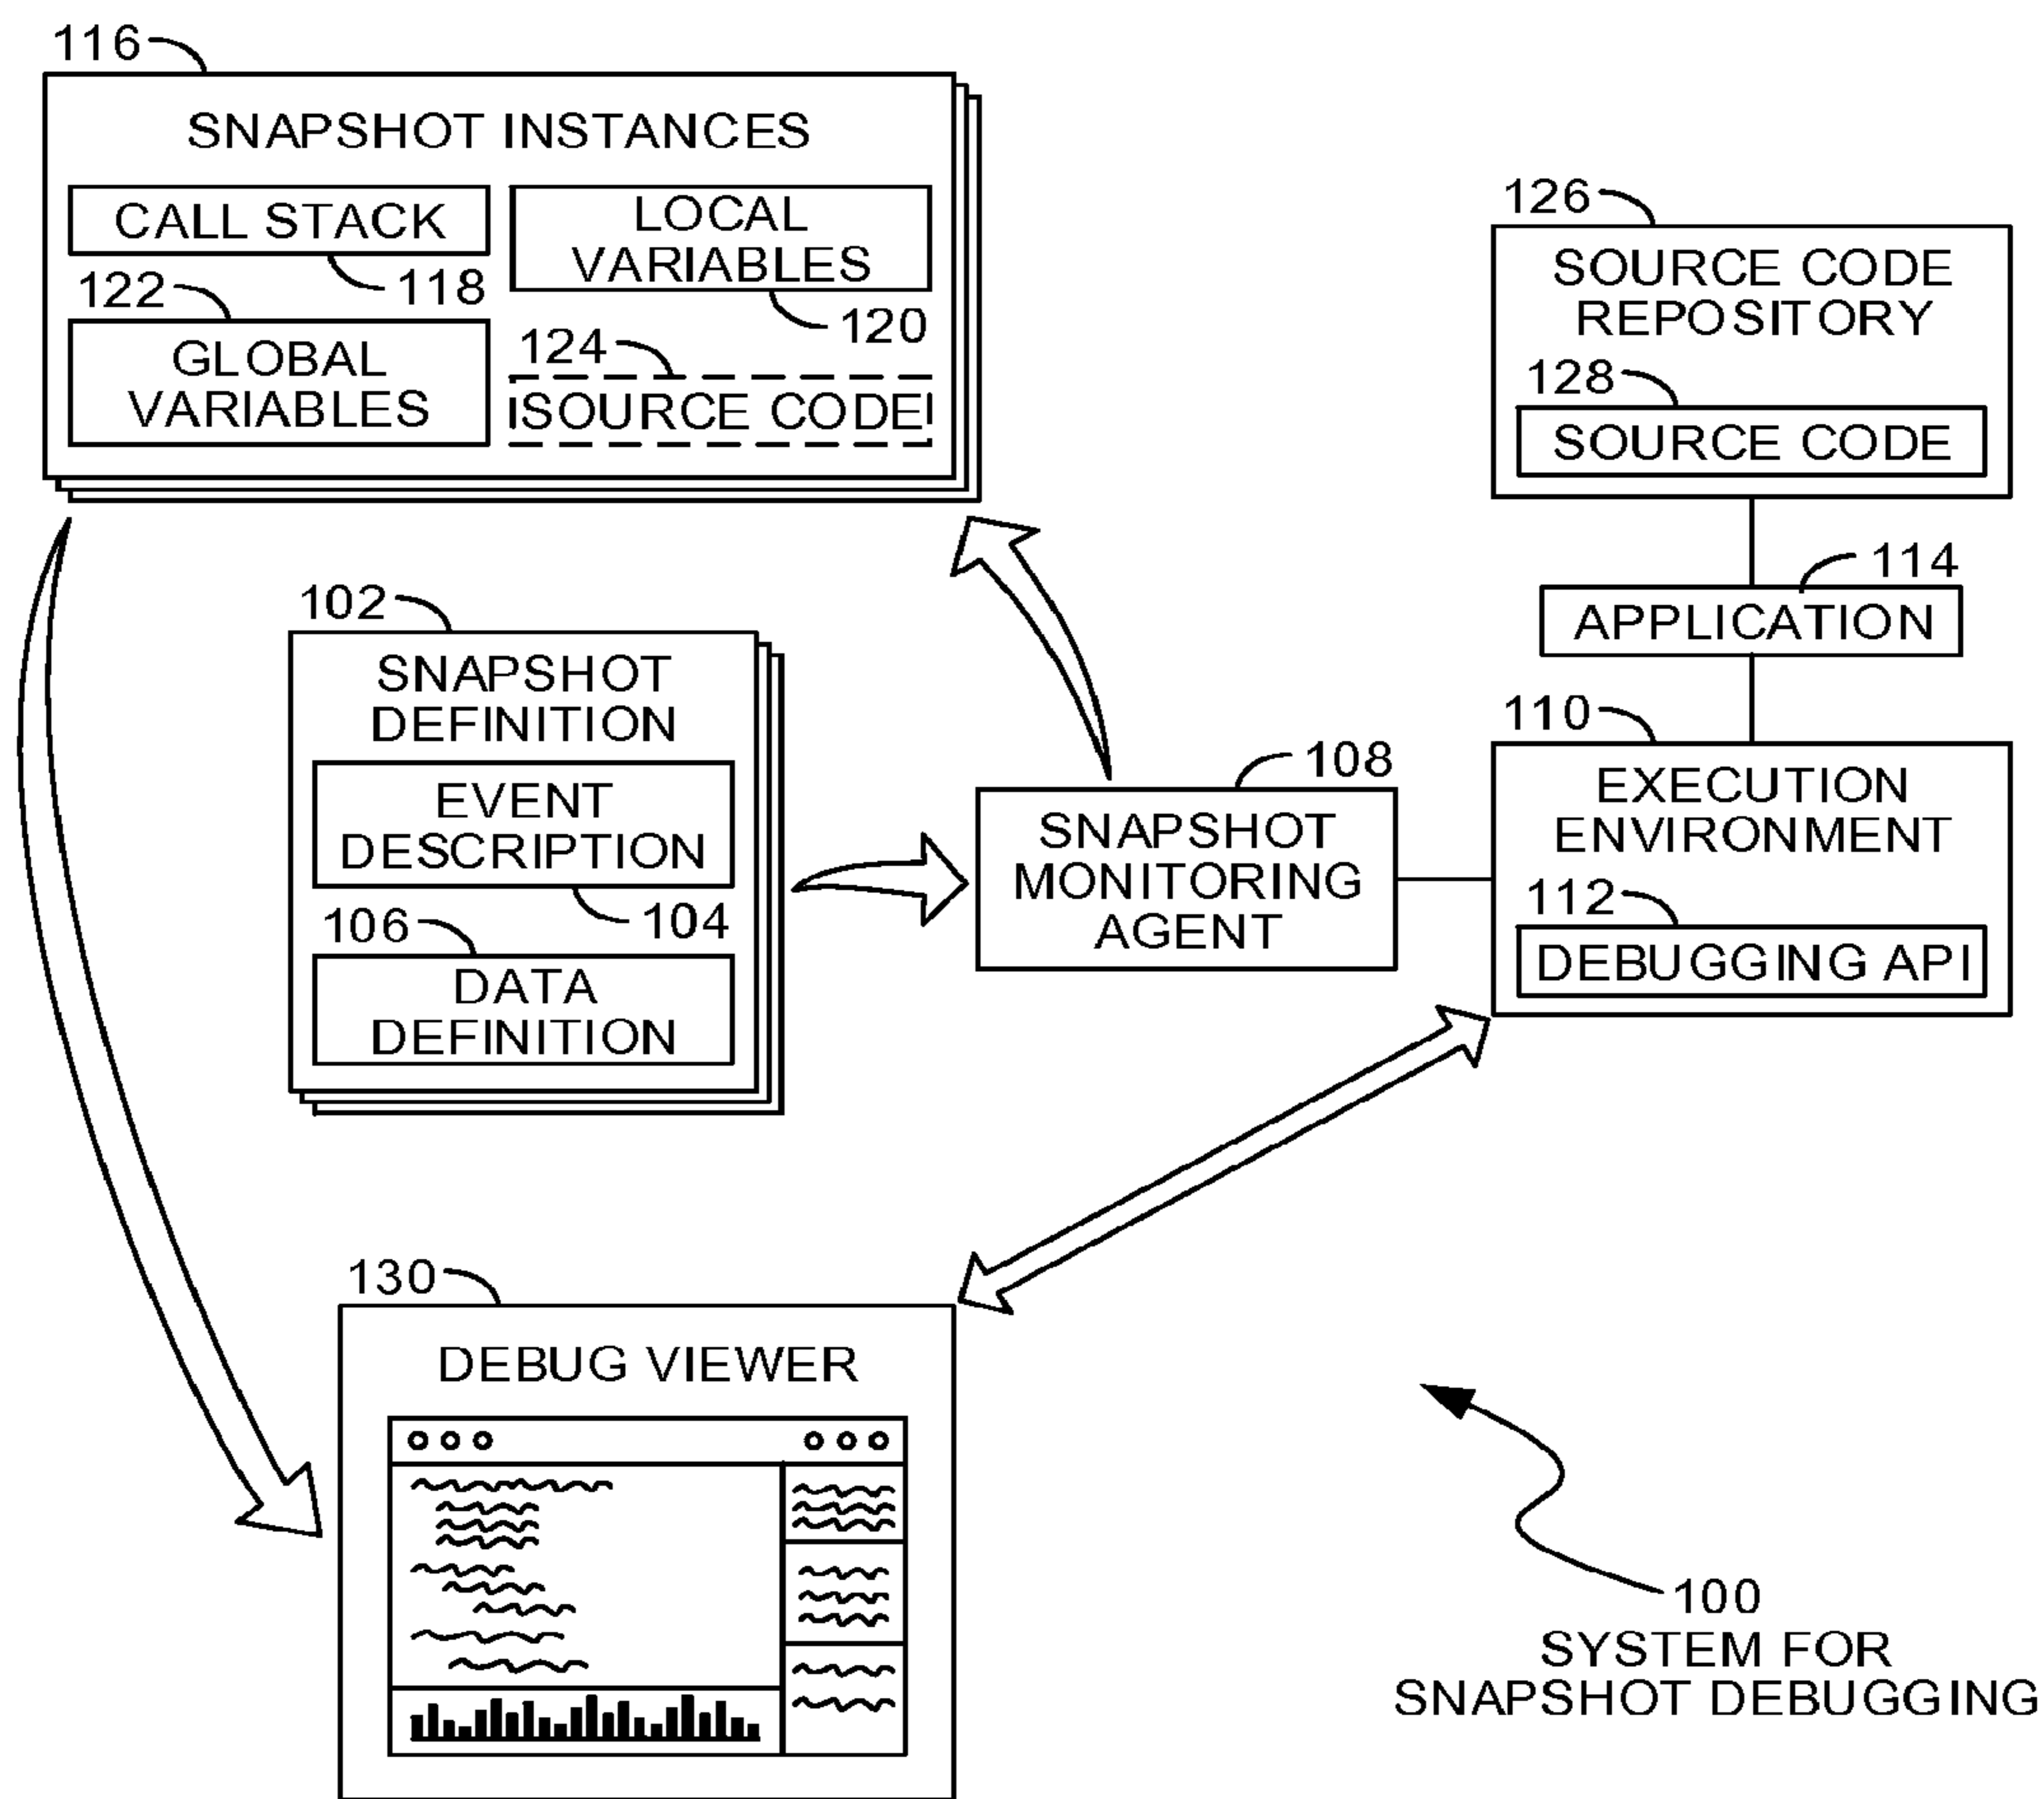 116
SNAPSHOT INSTANCES
CALL STACK
118
LOCAL
VARIABLES
120
122
GLOBAL
VARIABLES
124
SOURCE CODE
126
SOURCE CODE
REPOSITORY
128
SOURCE CODE
114
APPLICATION
102
SNAPSHOT
DEFINITION
EVENT
DESCRIPTION
104
106
DATA
DEFINITION
108
SNAPSHOT
MONITORING
AGENT
110
EXECUTION
ENVIRONMENT
112
DEBUGGING API
130
DEBUG VIEWER
100
SYSTEM FOR
SNAPSHOT DEBUGGING